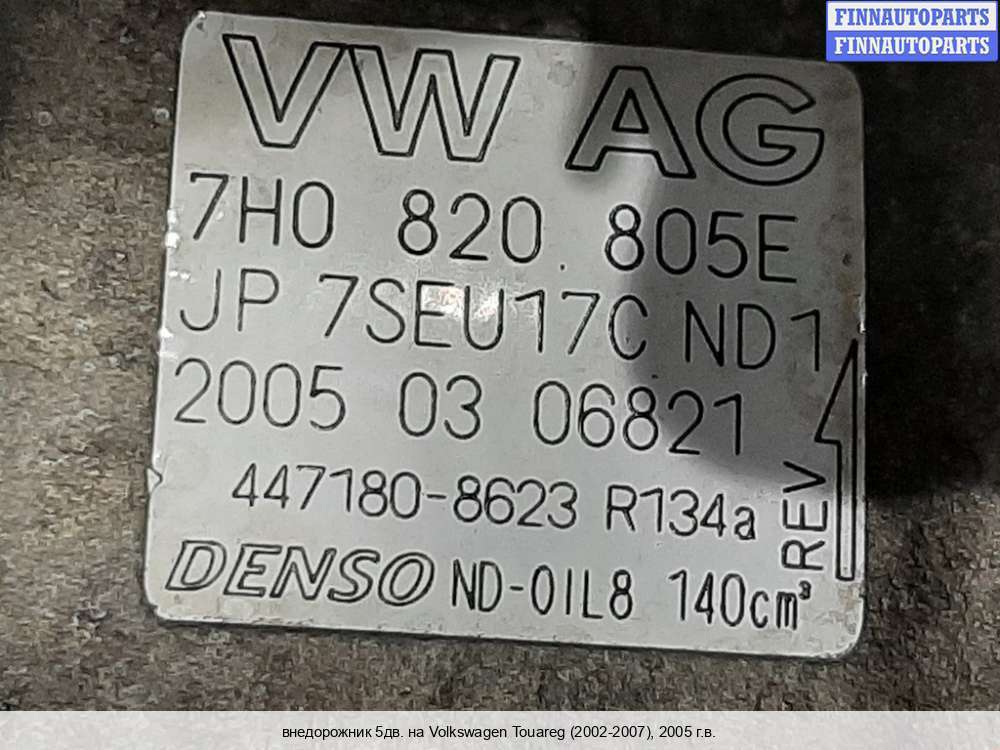 FINNAUTOPARTS
FINNAUTOPARTS
VW AG
7H0 820 805E
JP 7SEU17C ND1
2005 03 06821
447180-8623 R134a
REV
DENSO ND-OIL8 140cm³
внедорожник 5дв. на Volkswagen Touareg (2002-2007), 2005 г.в.